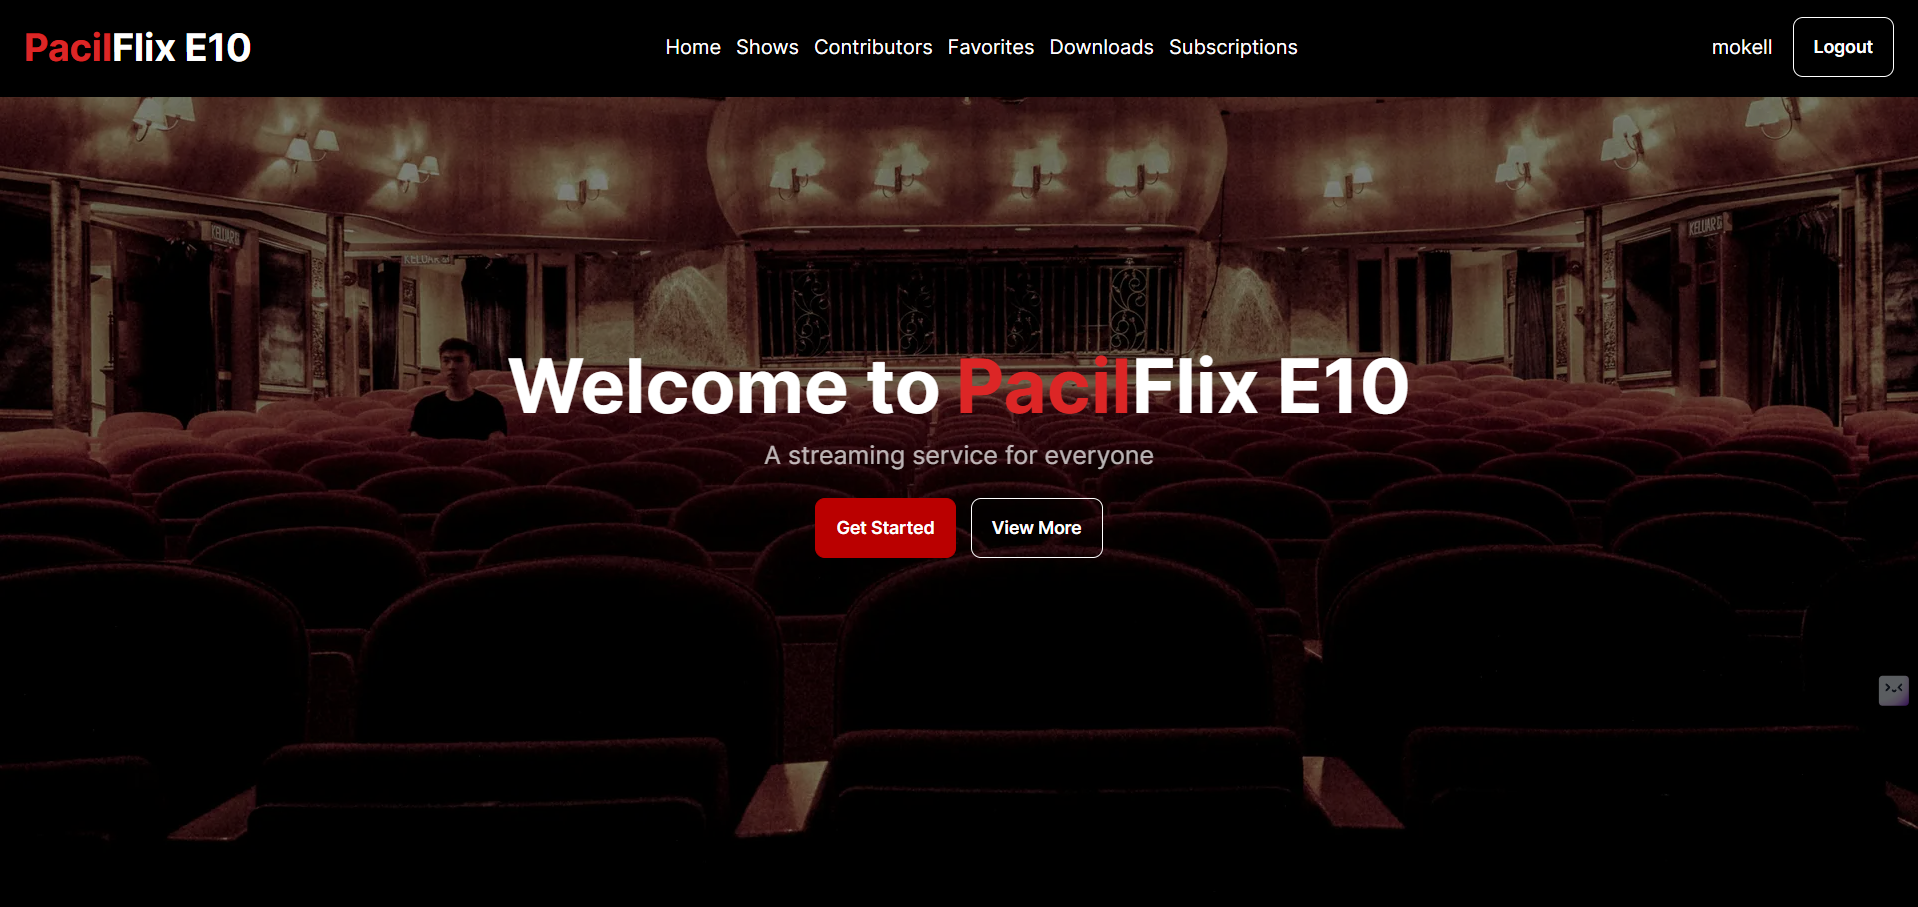 PacilFlix E10
Home Shows Contributors Favorites Downloads Subscriptions
mokell Logout
KELUAR
KELUAR
KELUAR
Welcome to PacilFlix E10
A streaming service for everyone
Get Started View More